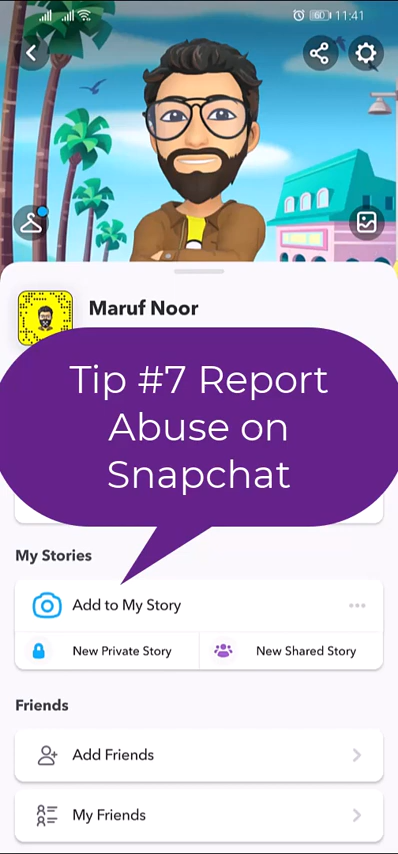 60 11:41
Maruf Noor
Tip #7 Report
Abuse on
Snapchat
My Stories
Add to My Story
New Private Story New Shared Story
Friends
Add Friends
My Friends